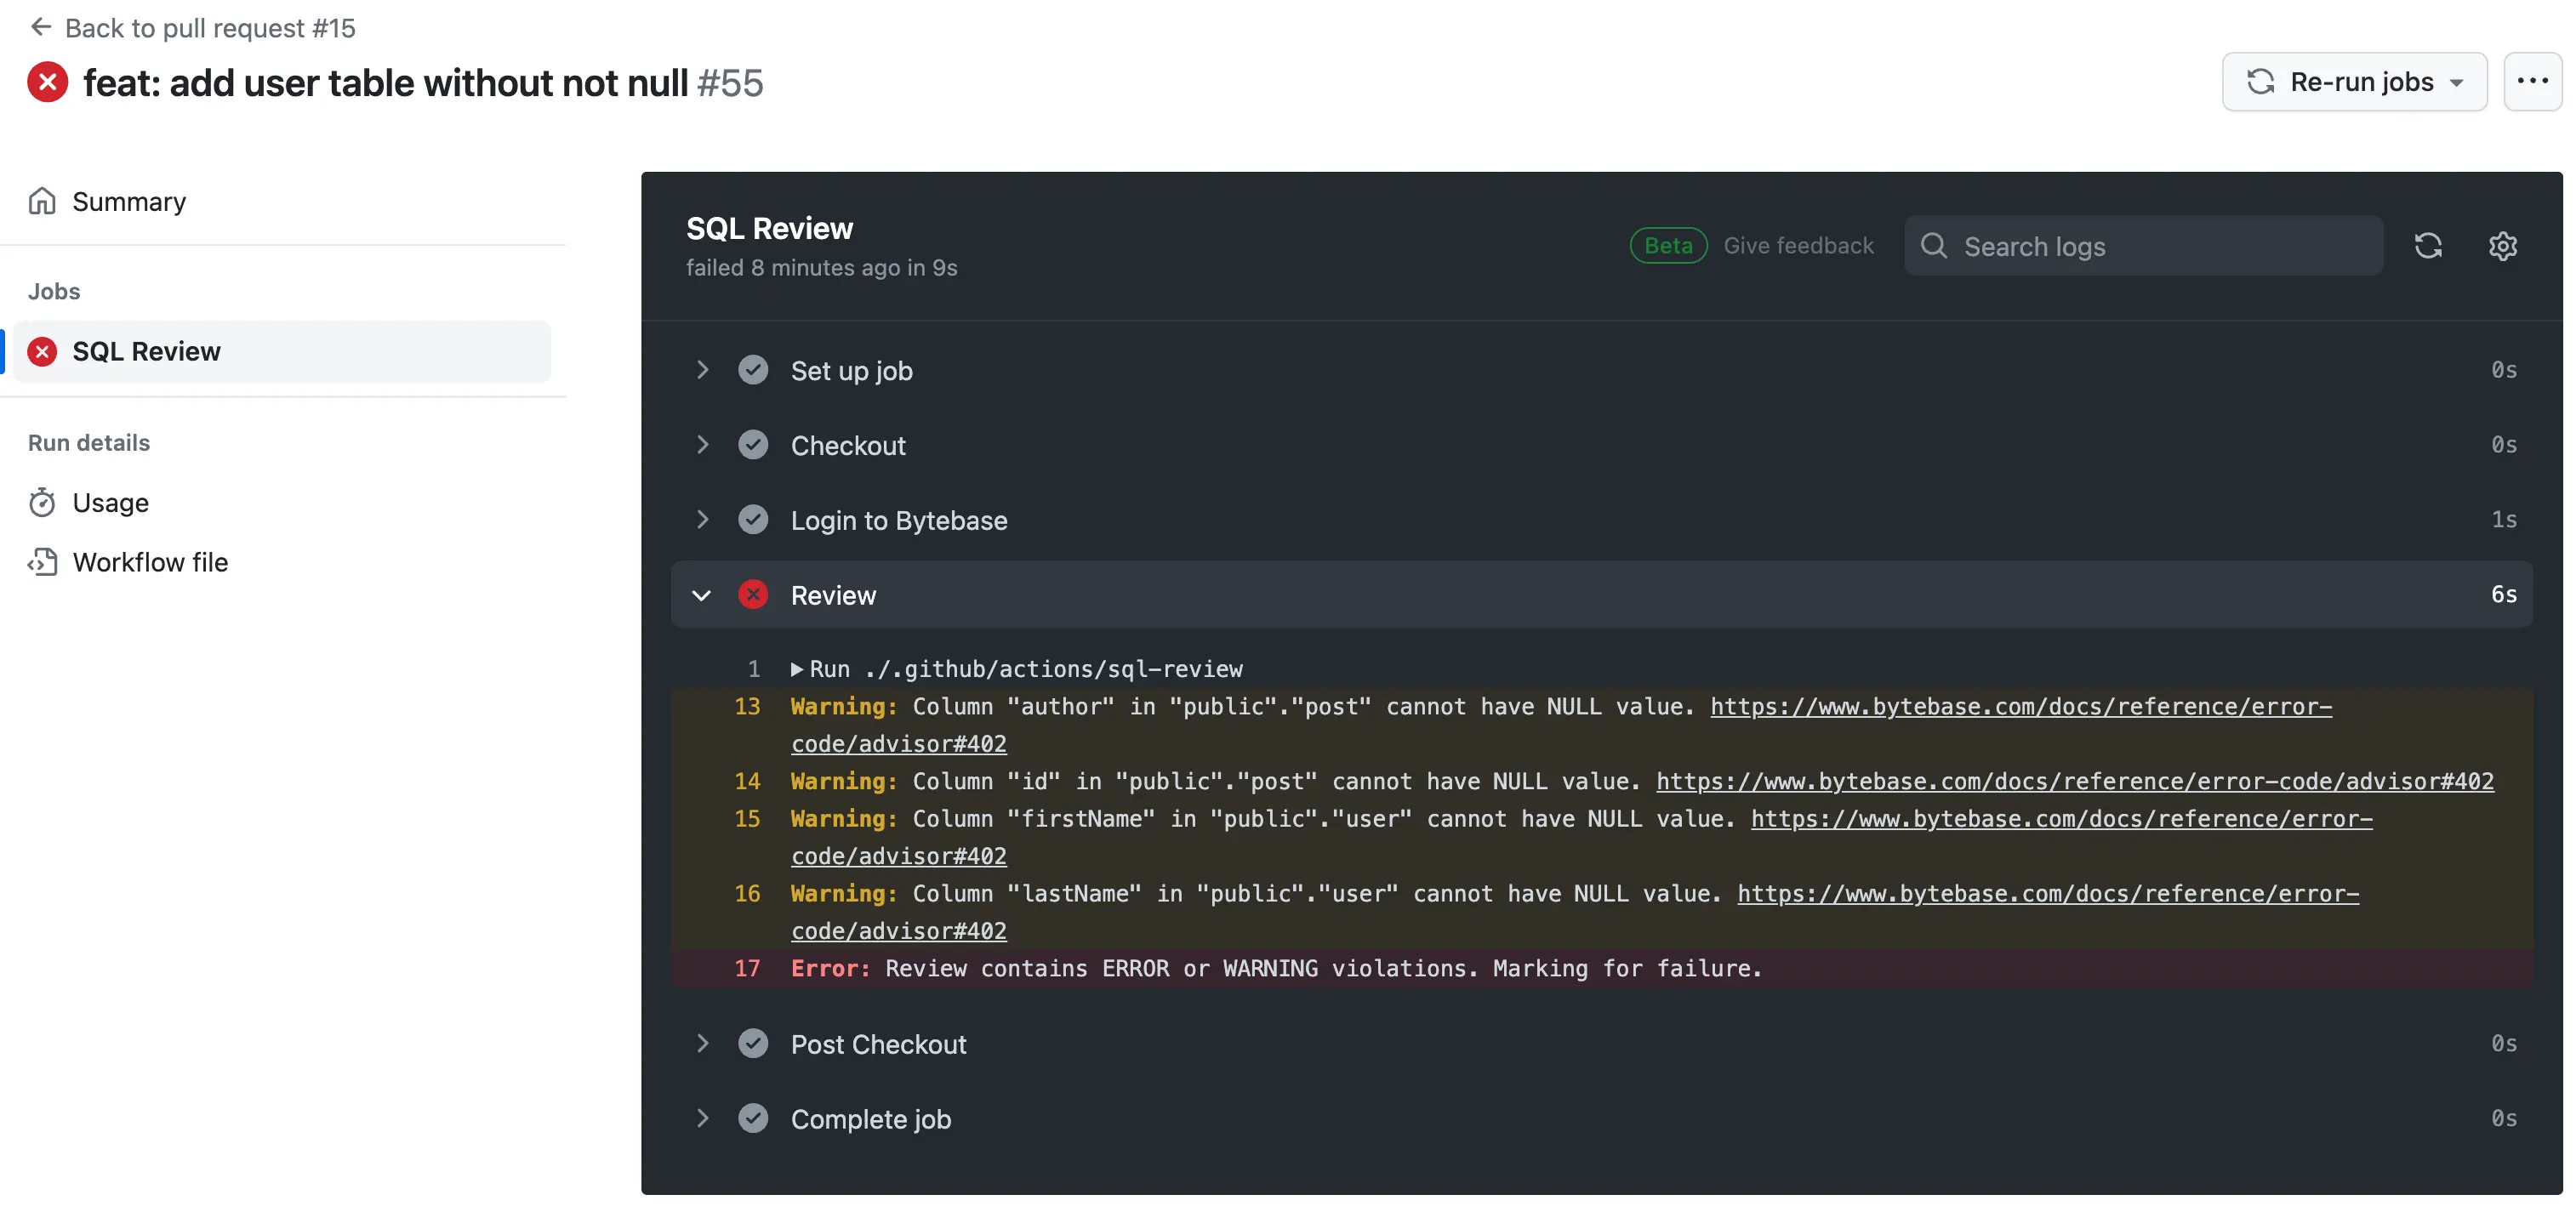 Back to pull request #15
feat: add user table without not null #55
Re-run jobs
Summary
Jobs
SQL Review
Run details
Usage
Workflow file
SQL Review
failed 8 minutes ago in 9s
Beta Give feedback
Search logs
Set up job 0s
Checkout 0s
Login to Bytebase 1s
Review 6s
1 Run ./.github/actions/sql-review
13 Warning: Column "author" in "public"."post" cannot have NULL value. https://www.bytebase.com/docs/reference/error-
code/advisor#402
14 Warning: Column "id" in "public"."post" cannot have NULL value. https://www.bytebase.com/docs/reference/error-code/advisor#402
15 Warning: Column "firstName" in "public"."user" cannot have NULL value. https://www.bytebase.com/docs/reference/error-
code/advisor#402
16 Warning: Column "lastName" in "public"."user" cannot have NULL value. https://www.bytebase.com/docs/reference/error-
code/advisor#402
17 Error: Review contains ERROR or WARNING violations. Marking for failure.
Post Checkout 0s
Complete job 0s